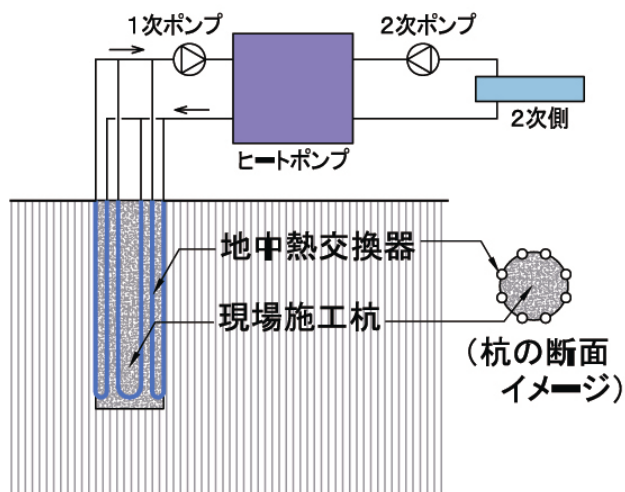 1次ポンプ
2次ポンプ
2次側
ヒートポンプ
地中熱交換器
現場施工杭
(杭の断面
イメージ)